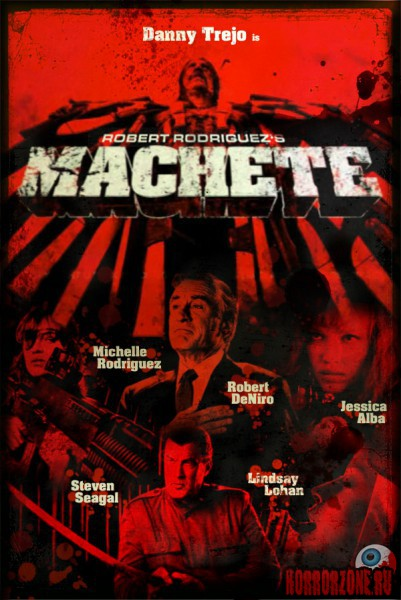 Danny Trejo is
ROBERT RODRIGUEZ'S
MACHETE
Michelle
Rodriguez
Robert
DeNiro
Jessica
Alba
Steven
Seagal
Lindsay
Lohan
HORRORZONE.RU